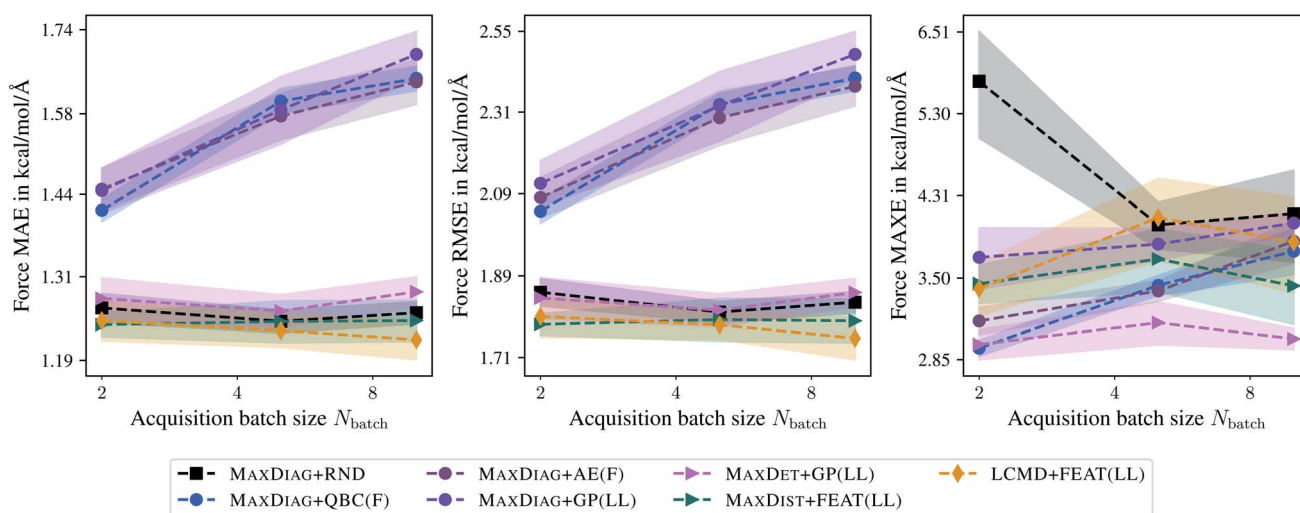 1.74
1.58
1.44
1.31
1.19
Force MAE in kcal/mol/Å
2
4
8
Acquisition batch size N_batch
2.55
2.31
2.09
1.89
1.71
Force RMSE in kcal/mol/Å
2
4
8
Acquisition batch size N_batch
6.51
5.30
4.31
3.50
2.85
Force MAXE in kcal/mol/Å
2
4
8
Acquisition batch size N_batch
MAXDIAG+RND
MAXDIAG+QBC(F)
MAXDIAG+AE(F)
MAXDIAG+GP(LL)
MAXDET+GP(LL)
MAXDIST+FEAT(LL)
LCMD+FEAT(LL)